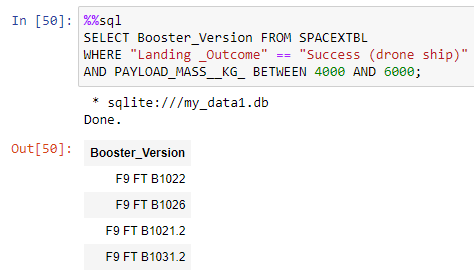 In [50]: %%sql
SELECT Booster_Version FROM SPACEXTBL
WHERE "Landing _Outcome" == "Success (drone ship)"
AND PAYLOAD_MASS__KG_ BETWEEN 4000 AND 6000;
* sqlite:///my_data1.db
Done.
Out[50]:
Booster_Version
F9 FT B1022
F9 FT B1026
F9 FT B1021.2
F9 FT B1031.2